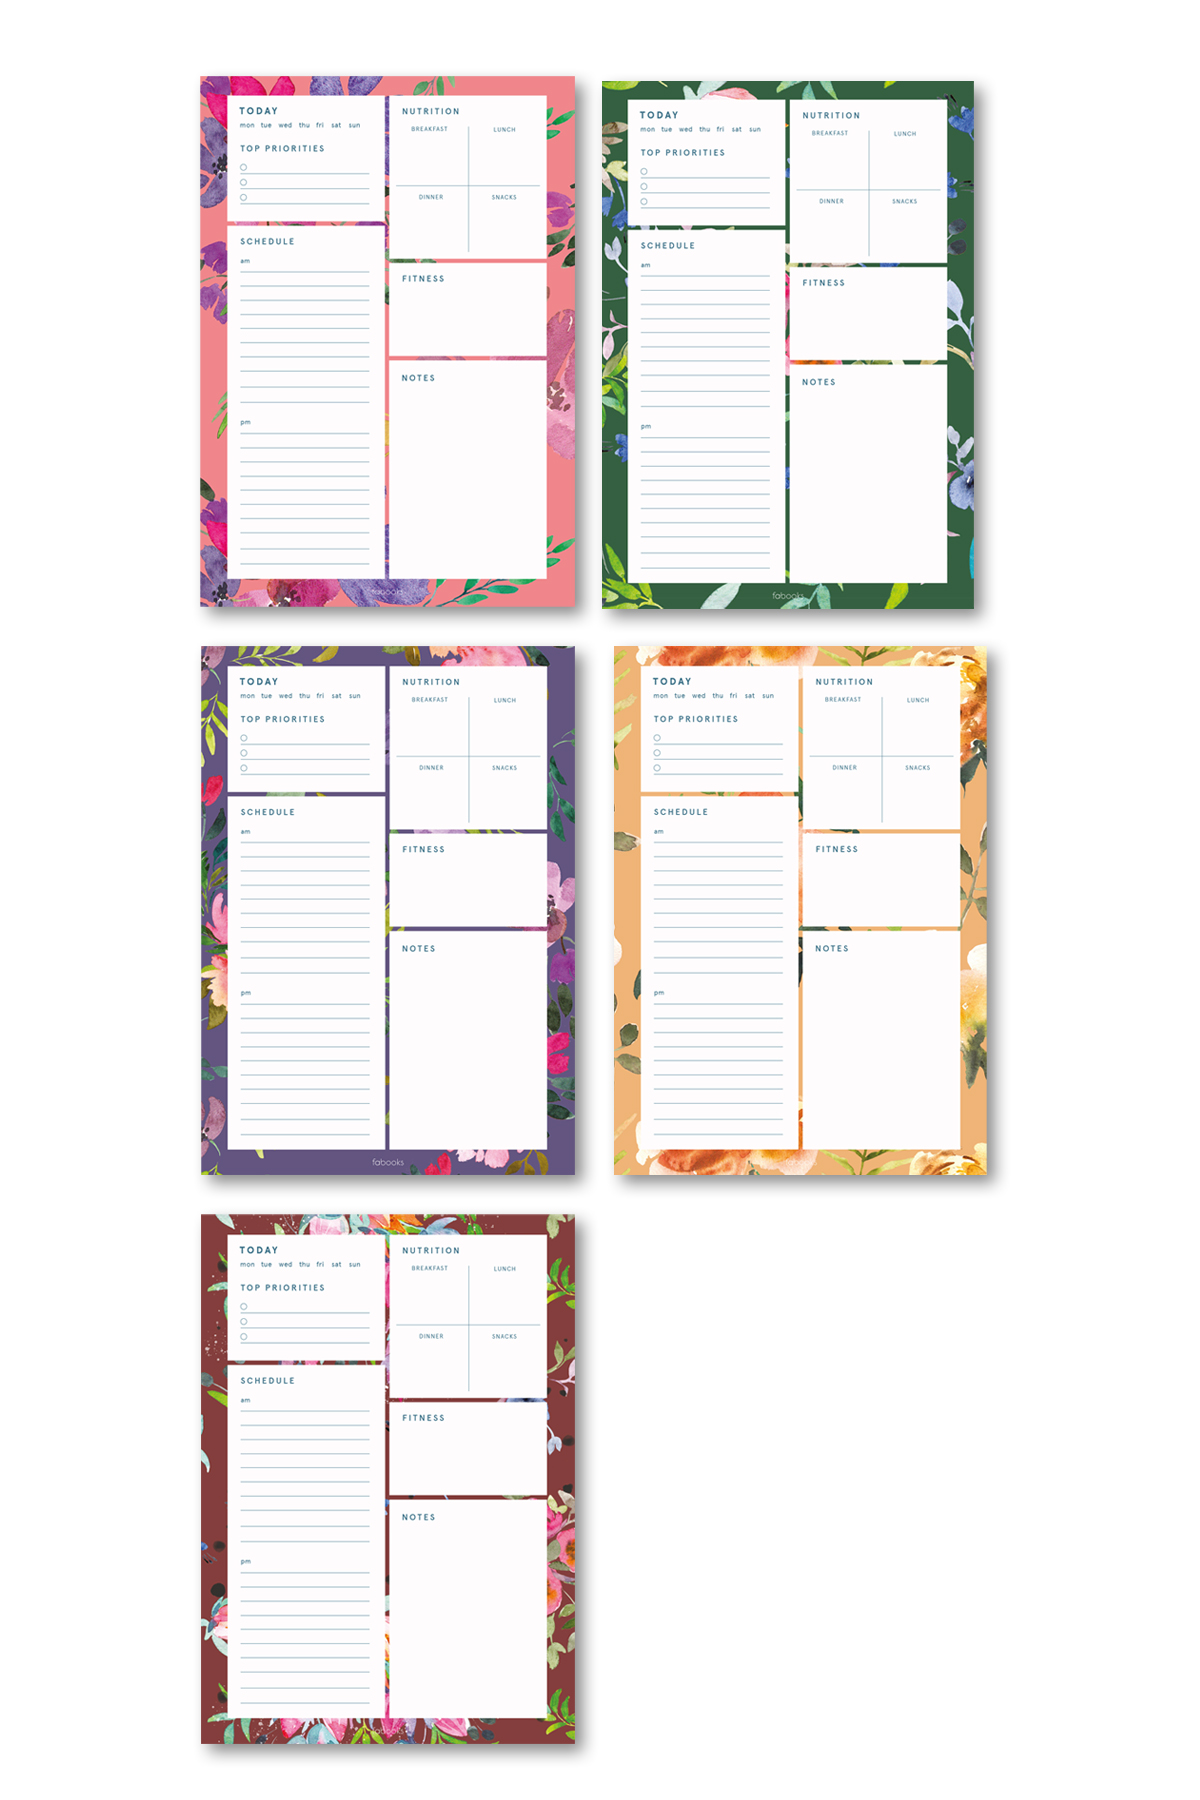 TODAY
mon tue wed thu fri sat sun
TOP PRIORITIES
SCHEDULE
am
pm
NUTRITION
BREAKFAST LUNCH
DINNER SNACKS
FITNESS
NOTES
fabooks
TODAY
mon tue wed thu fri sat sun
TOP PRIORITIES
SCHEDULE
am
pm
NUTRITION
BREAKFAST LUNCH
DINNER SNACKS
FITNESS
NOTES
fabooks
TODAY
mon tue wed thu fri sat sun
TOP PRIORITIES
SCHEDULE
am
pm
NUTRITION
BREAKFAST LUNCH
DINNER SNACKS
FITNESS
NOTES
fabooks
TODAY
mon tue wed thu fri sat sun
TOP PRIORITIES
SCHEDULE
am
pm
NUTRITION
BREAKFAST LUNCH
DINNER SNACKS
FITNESS
NOTES
TODAY
mon tue wed thu fri sat sun
TOP PRIORITIES
SCHEDULE
am
pm
NUTRITION
BREAKFAST LUNCH
DINNER SNACKS
FITNESS
NOTES
fabooks